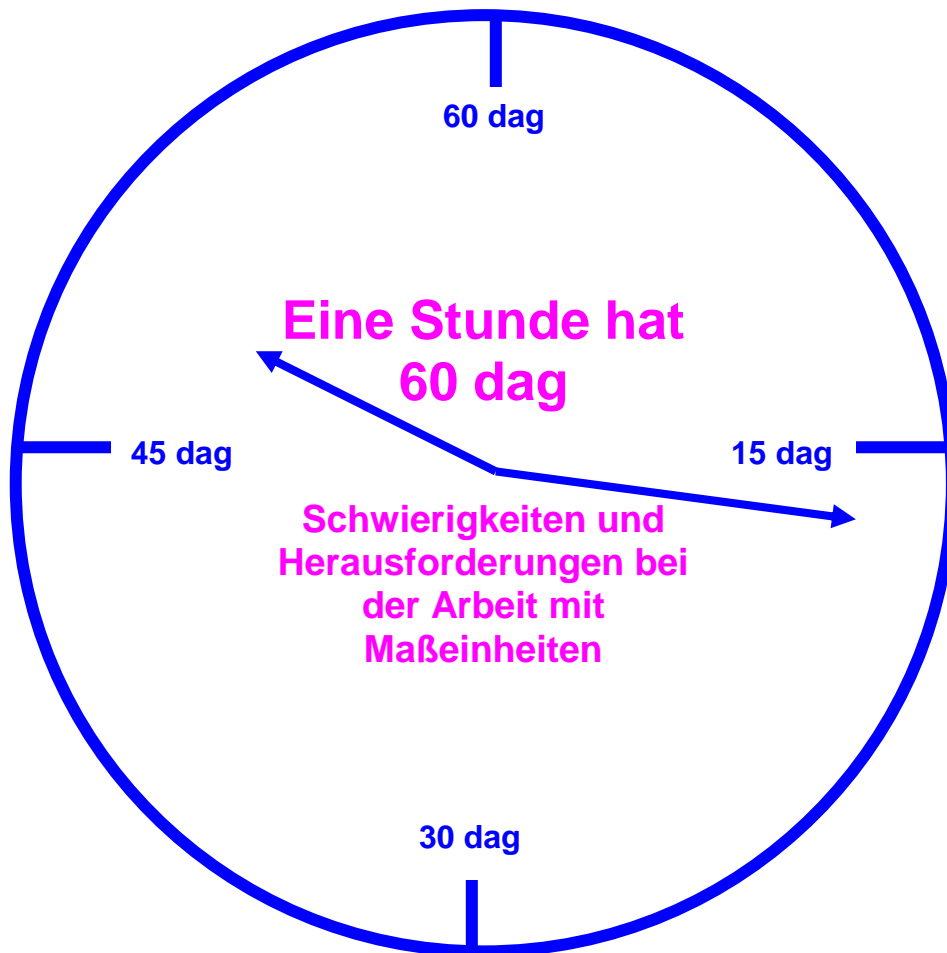 60 dag
Eine Stunde hat
60 dag
45 dag
15 dag
Schwierigkeiten und
Herausforderungen bei
der Arbeit mit
Maßeinheiten
30 dag